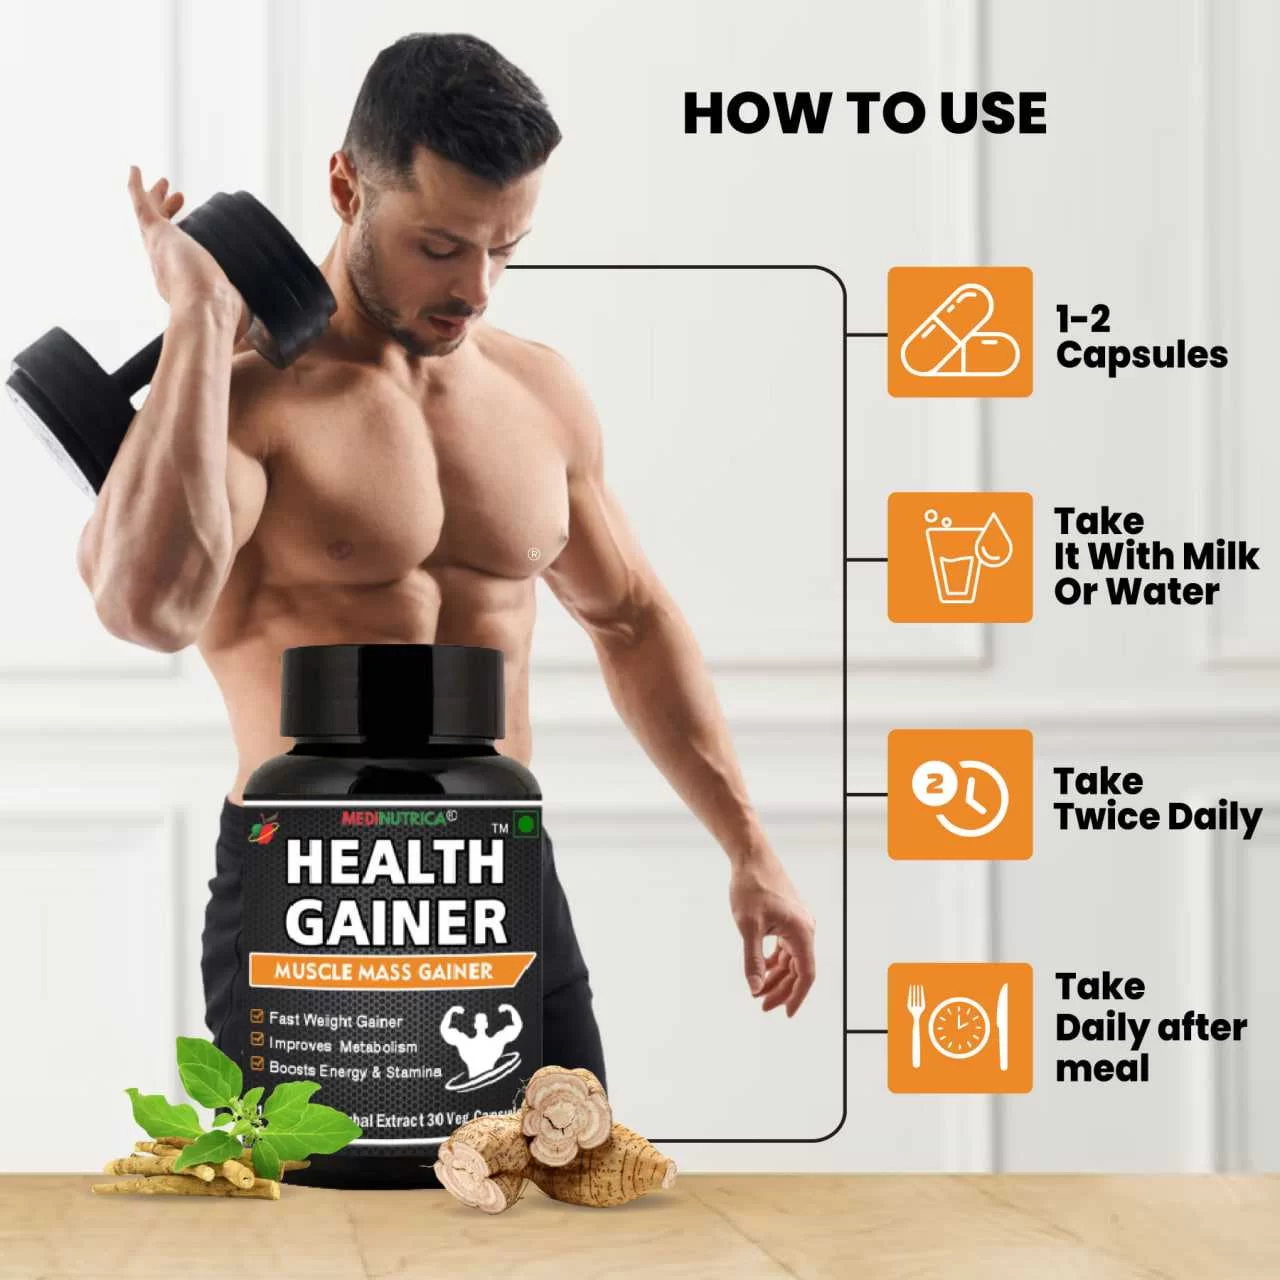 HOW TO USE
1-2
Capsules
Take
It With Milk
Or Water
2
Take
Twice Daily
Take
Daily after
meal
®
MEDINUTRICA®
TM
HEALTH
GAINER
MUSCLE MASS GAINER
Fast Weight Gainer
Improves Metabolism
Boosts Energy & Stamina
Extract 30 Veg